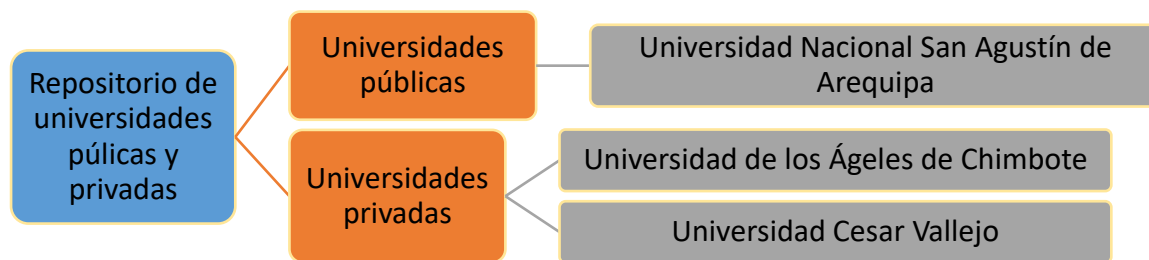 Repositorio de
universidades
púlicas y
privadas
Universidades
públicas
Universidad Nacional San Agustín de
Arequipa
Universidades
privadas
Universidad de los Ágeles de Chimbote
Universidad Cesar Vallejo